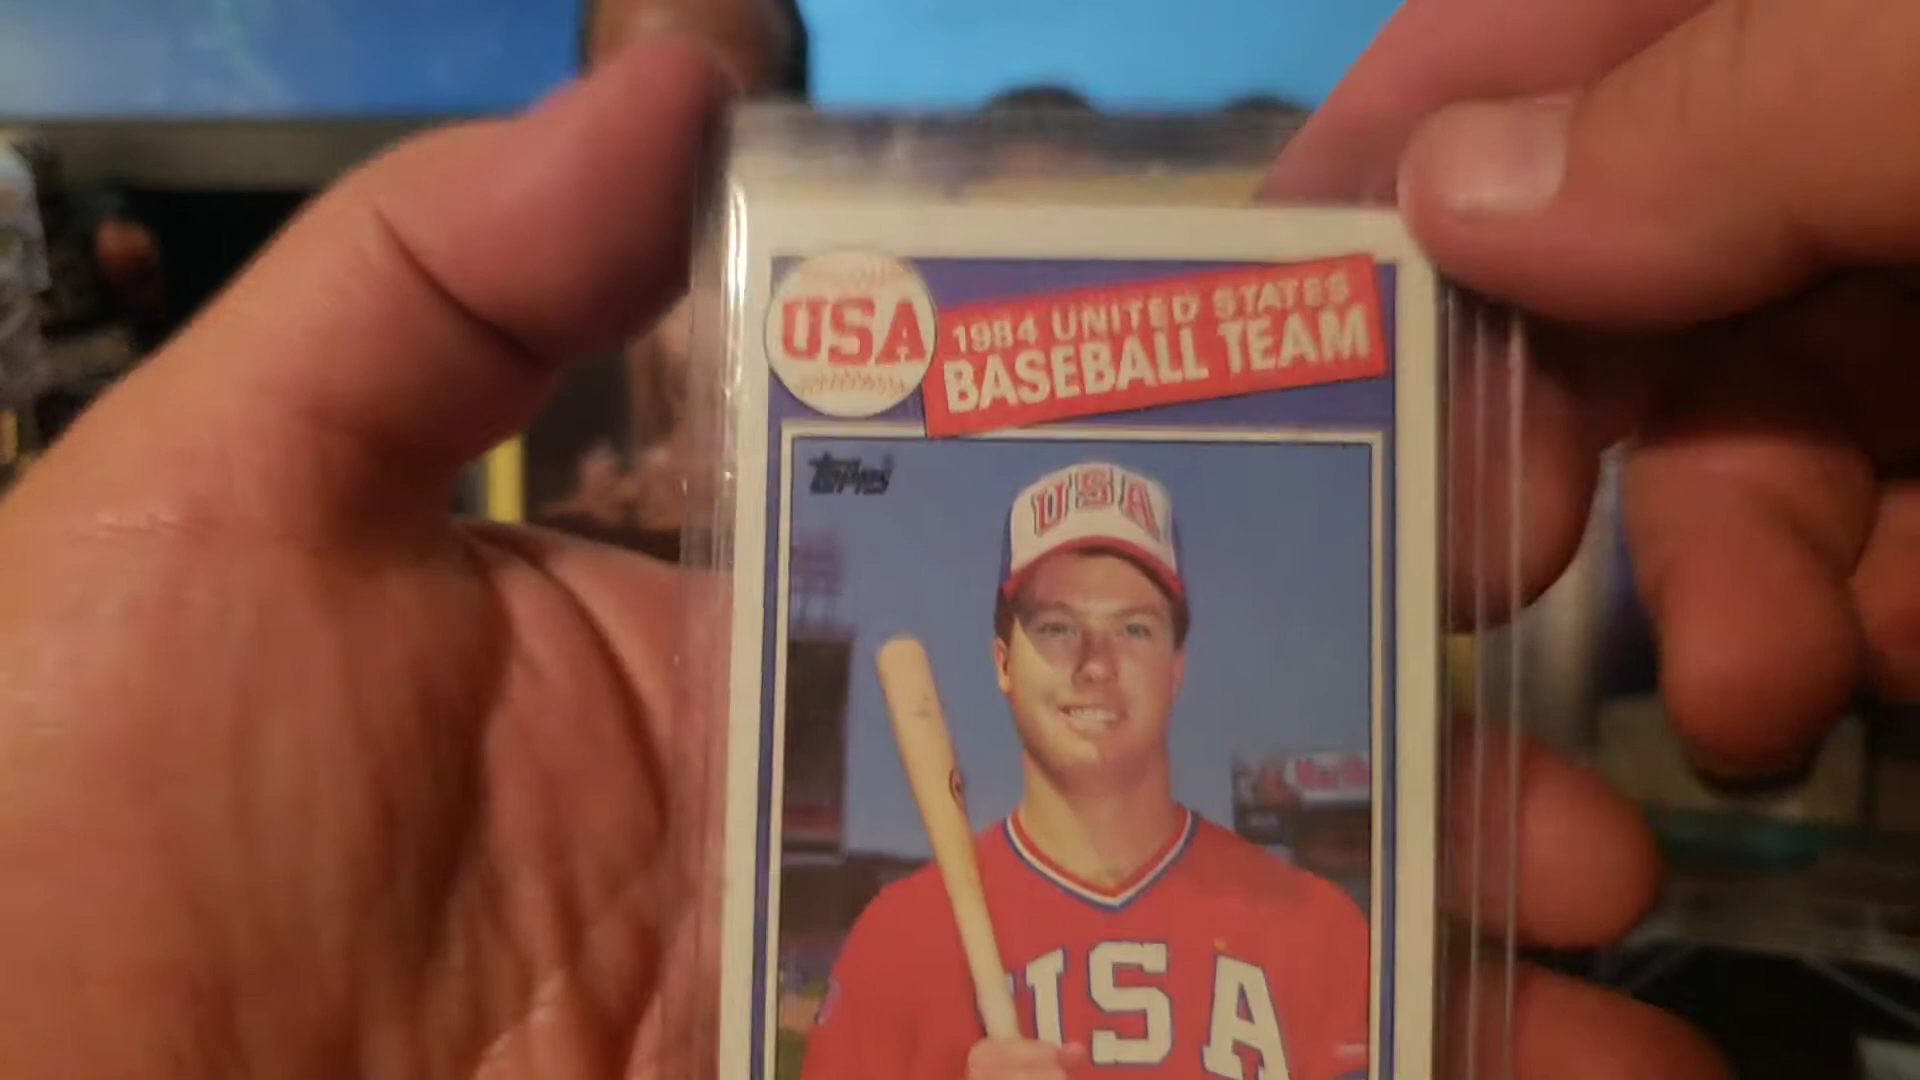 USA
1984 UNITED STATES
BASEBALL TEAM
Topps
USA
USA